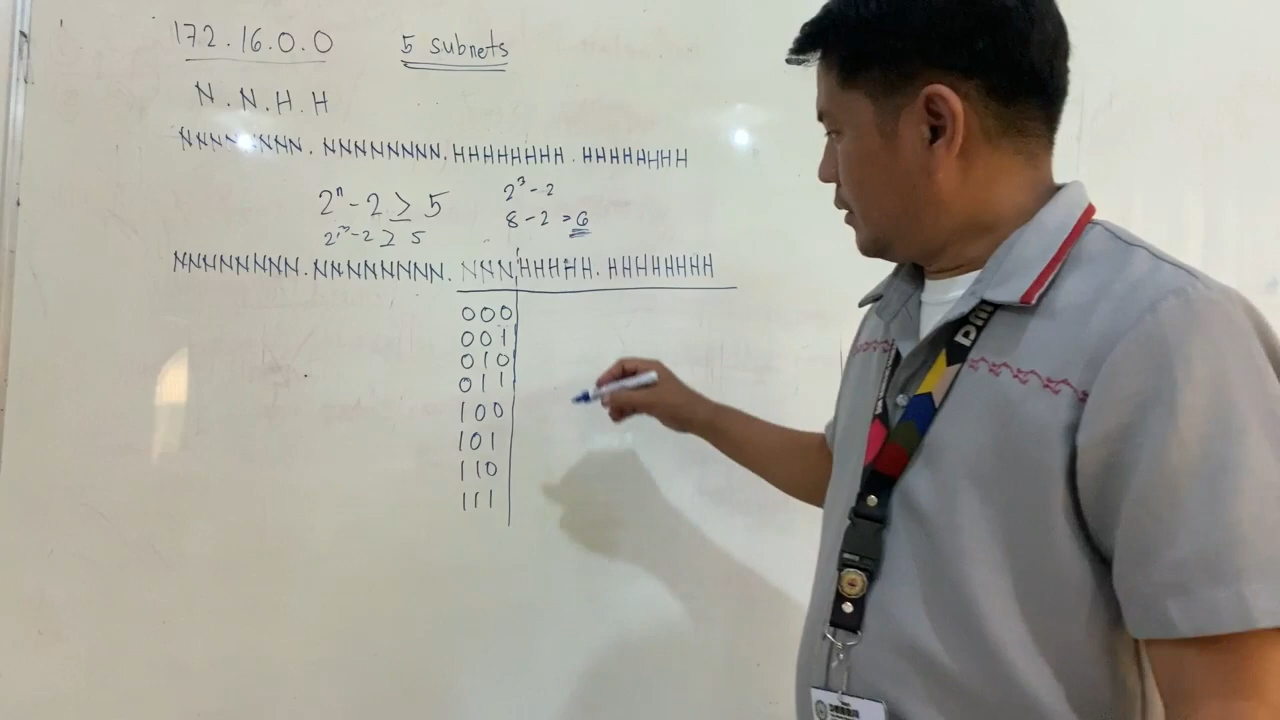 172.16.0.0 5 subnets
N.N.H.H
NNNNNNNN.NNNNNNNN.HHHHHHHH.HHHHHHHH
2ⁿ-2 ≥ 5 2³-2
2ⁿ³-2 ≥ 5 8-2=6
NNNNNNNN.NNNNNNNN.NNNHHHHH.HHHHHHHH
000
001
010
011
100
101
110
111